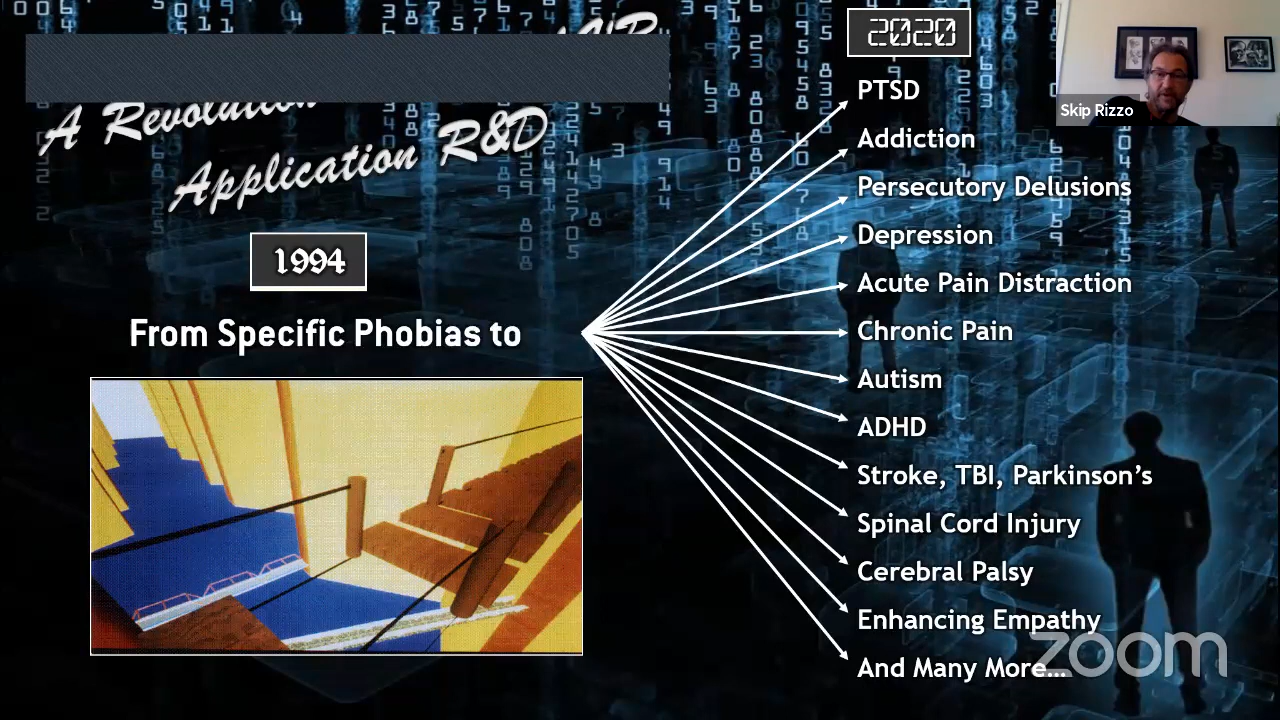 A Revolution
Application R&D
1994
From Specific Phobias to
2020
PTSD
Addiction
Persecutory Delusions
Depression
Acute Pain Distraction
Chronic Pain
Autism
ADHD
Stroke, TBI, Parkinson's
Spinal Cord Injury
Cerebral Palsy
Enhancing Empathy
And Many More...
Skip Rizzo
zoom